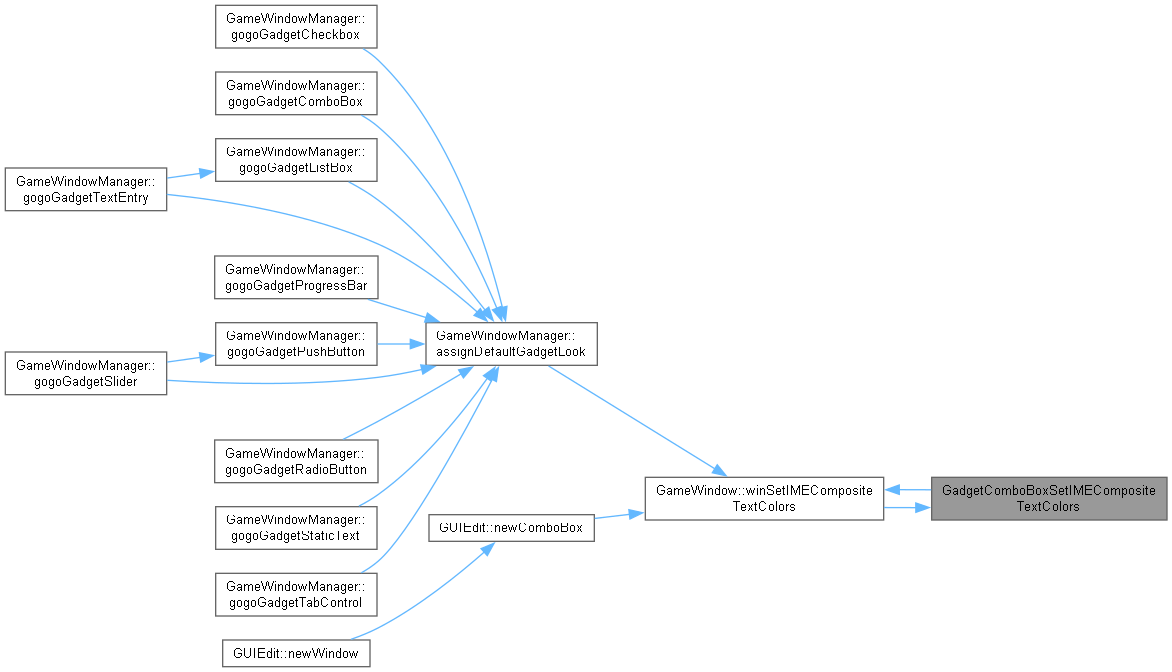 GameWindowManager::
gogoGadgetCheckbox
GameWindowManager::
gogoGadgetComboBox
GameWindowManager::
gogoGadgetListBox
GameWindowManager::
gogoGadgetTextEntry
GameWindowManager::
gogoGadgetProgressBar
GameWindowManager::
gogoGadgetPushButton
GameWindowManager::
gogoGadgetSlider
GameWindowManager::
assignDefaultGadgetLook
GameWindowManager::
gogoGadgetRadioButton
GameWindowManager::
gogoGadgetStaticText
GameWindowManager::
gogoGadgetTabControl
GUIEdit::newWindow
GUIEdit::newComboBox
GameWindow::winSetIMEComposite
TextColors
GadgetComboBoxSetIMEComposite
TextColors